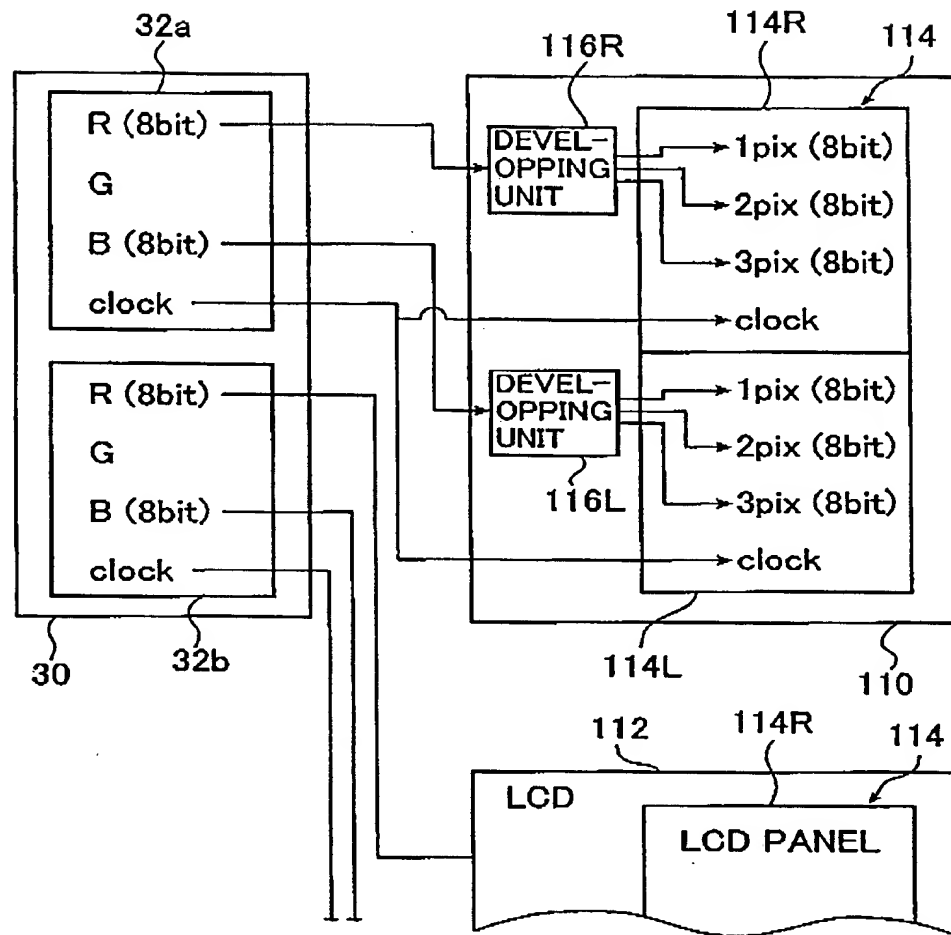 32a
116R
114R
114
R (8bit)
G
B (8bit)
clock
DEVEL-
OPPING
UNIT
1pix (8bit)
2pix (8bit)
3pix (8bit)
clock
R (8bit)
G
B (8bit)
clock
DEVEL-
OPPING
UNIT
116L
1pix (8bit)
2pix (8bit)
3pix (8bit)
clock
30
32b
114L
110
112
114R
114
LCD
LCD PANEL